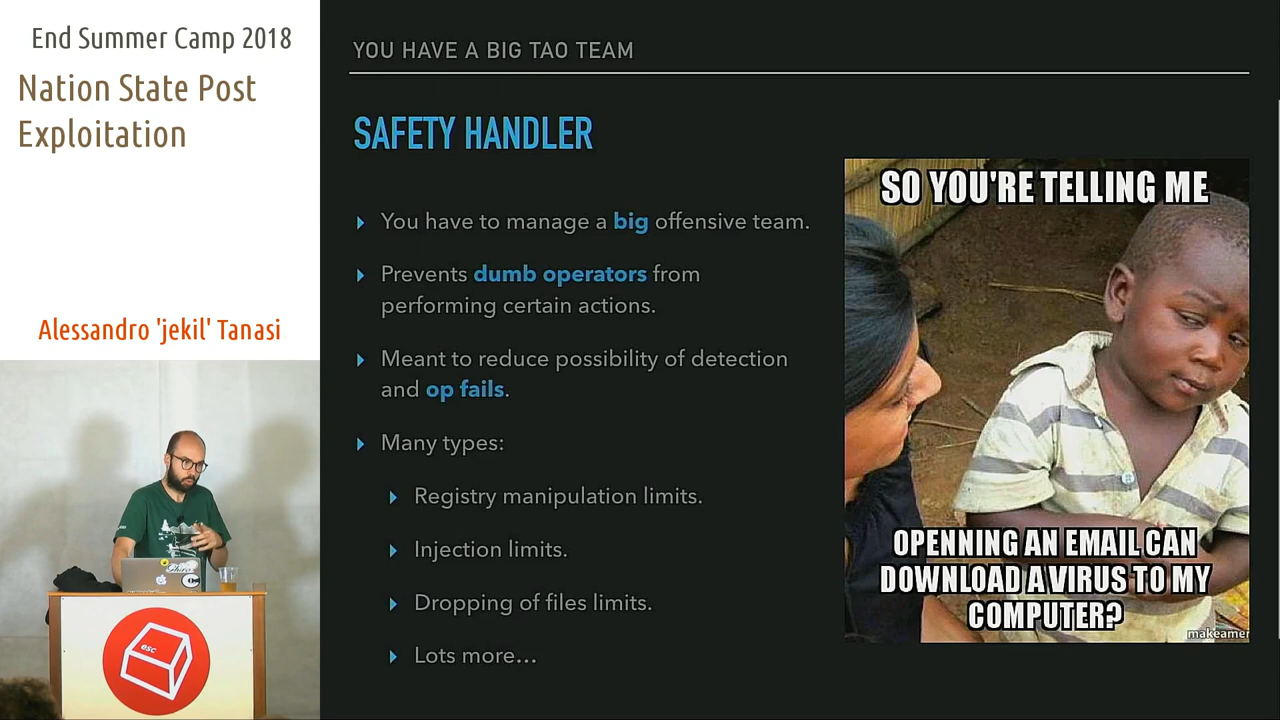 End Summer Camp 2018
Nation State Post
Exploitation
Alessandro 'jekil' Tanasi
esc
YOU HAVE A BIG TAO TEAM
SAFETY HANDLER
You have to manage a big offensive team.
Prevents dumb operators from
performing certain actions.
Meant to reduce possibility of detection
and op fails.
Many types:
Registry manipulation limits.
Injection limits.
Dropping of files limits.
Lots more…
SO YOU'RE TELLING ME
OPENNING AN EMAIL CAN
DOWNLOAD A VIRUS TO MY
COMPUTER?
makeamer